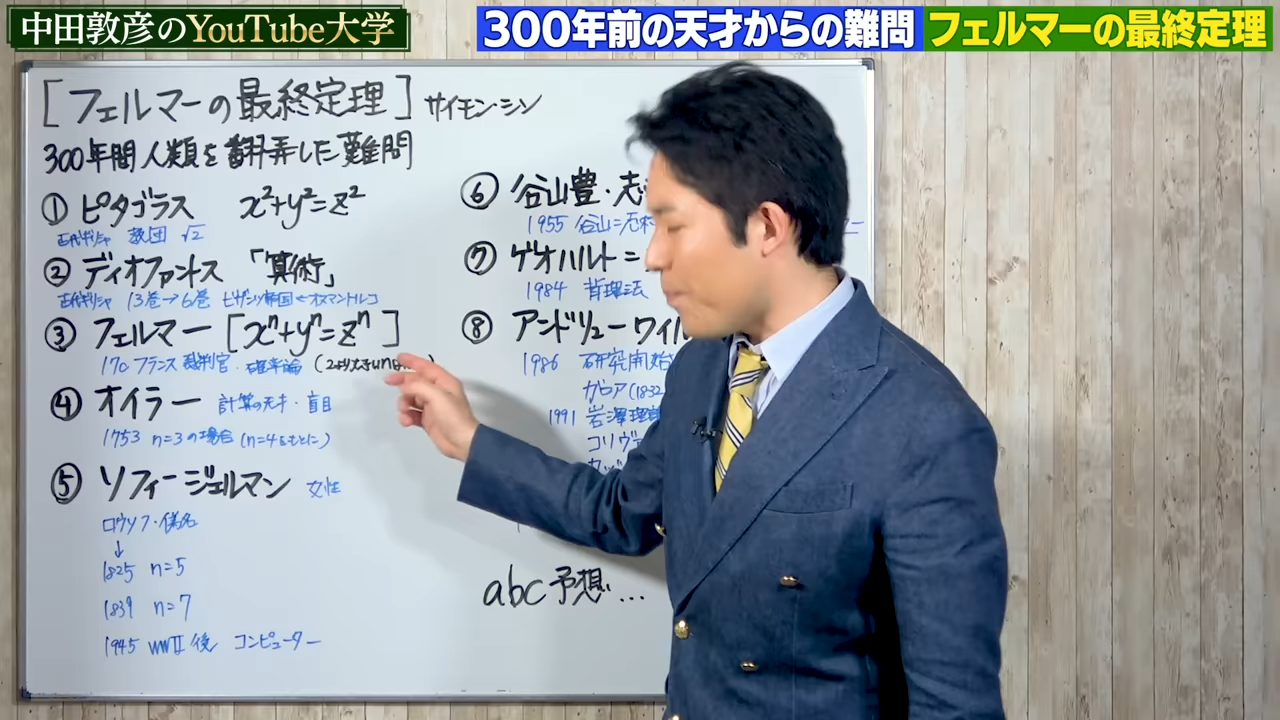 中田敦彦のYouTube大学
300年前の天才からの難問 フェルマーの最終定理
[フェルマーの最終定理] サイモンシン
300年間人類を翻弄した難問
① ピタゴラス x²+y²=z²
古代ギリシャ 教団 √2
② ディオファントス 「算術」
古代ギリシャ 13巻→6巻 ビザンツ帝国←オスマントルコ
③ フェルマー [xⁿ+yⁿ=zⁿ]
17C フランス 裁判官・確率論 (2より大きいnは
④ オイラー 計算の天才・盲目
1753 n=3の場合 (n=4をもとに)
⑤ ソフィージェルマン 女性
ロウソク・偽名
↓
1825 n=5
1839 n=7
1945 WWⅡ後 コンピューター
⑥ 谷山豊・志
1955 谷山=志村
⑦ ゲオハルト=
1984 背理法
⑧ アンドリューワイル
1986 研究開始
ガロア(1832
1991 岩澤理論
コリヴァ
abc予想…